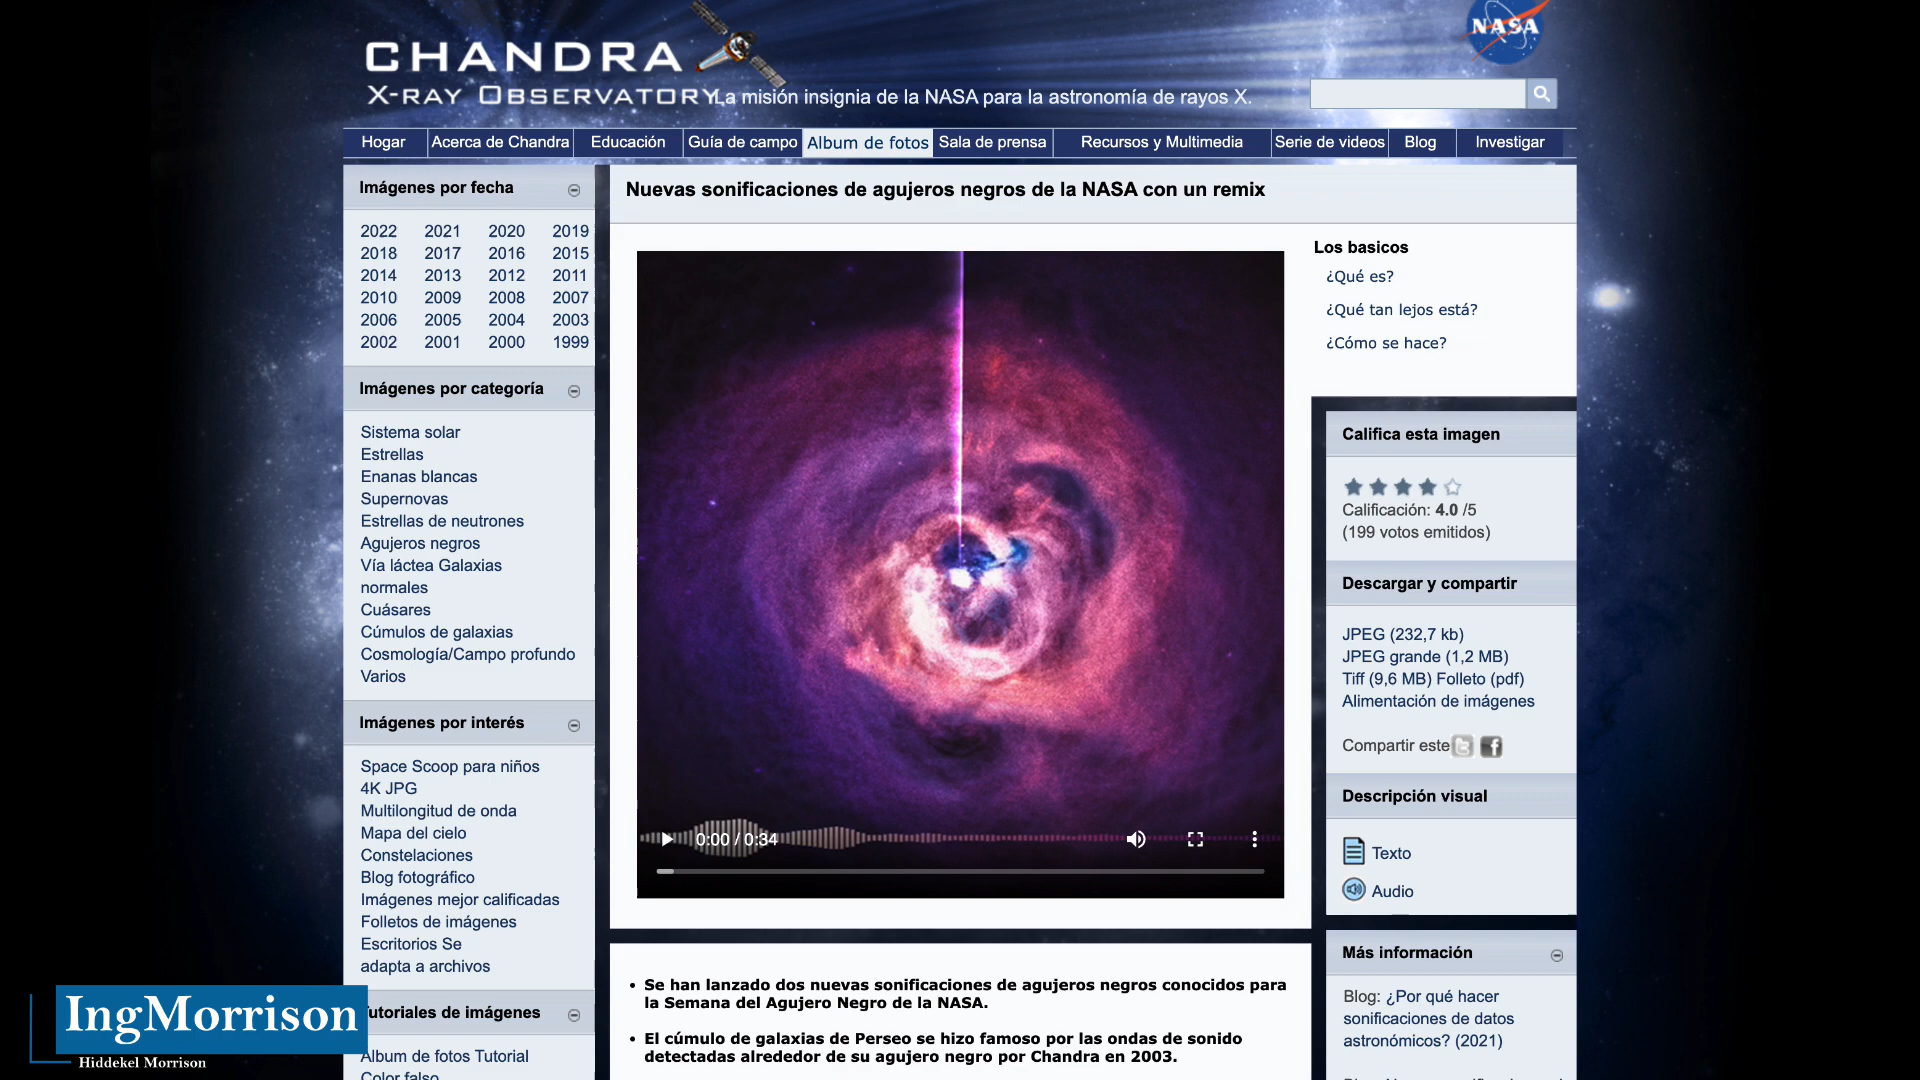 CHANDRA
X-RAY OBSERVATORY
La misión insignia de la NASA para la astronomía de rayos X.
NASA
Hogar
Acerca de Chandra
Educación
Guía de campo
Album de fotos
Sala de prensa
Recursos y Multimedia
Serie de videos
Blog
Investigar
Imágenes por fecha
2022 2021 2020 2019
2018 2017 2016 2015
2014 2013 2012 2011
2010 2009 2008 2007
2006 2005 2004 2003
2002 2001 2000 1999
Imágenes por categoría
Sistema solar
Estrellas
Enanas blancas
Supernovas
Estrellas de neutrones
Agujeros negros
Vía láctea Galaxias
normales
Cuásares
Cúmulos de galaxias
Cosmología/Campo profundo
Varios
Imágenes por interés
Space Scoop para niños
4K JPG
Multilongitud de onda
Mapa del cielo
Constelaciones
Blog fotográfico
Imágenes mejor calificadas
Folletos de imágenes
Escritorios Se
adapta a archivos
utoriales de imágenes
Album de fotos Tutorial
Color falso
IngMorrison
Hiddekel Morrison
Nuevas sonificaciones de agujeros negros de la NASA con un remix
0:00 / 0:34
Se han lanzado dos nuevas sonificaciones de agujeros negros conocidos para
la Semana del Agujero Negro de la NASA.
El cúmulo de galaxias de Perseo se hizo famoso por las ondas de sonido
detectadas alrededor de su agujero negro por Chandra en 2003.
Los basicos
¿Qué es?
¿Qué tan lejos está?
¿Cómo se hace?
Califica esta imagen
Calificación: 4.0 /5
(199 votos emitidos)
Descargar y compartir
JPEG (232,7 kb)
JPEG grande (1,2 MB)
Tiff (9,6 MB) Folleto (pdf)
Alimentación de imágenes
Compartir este
Descripción visual
Texto
Audio
Más información
Blog: ¿Por qué hacer
sonificaciones de datos
astronómicos? (2021)